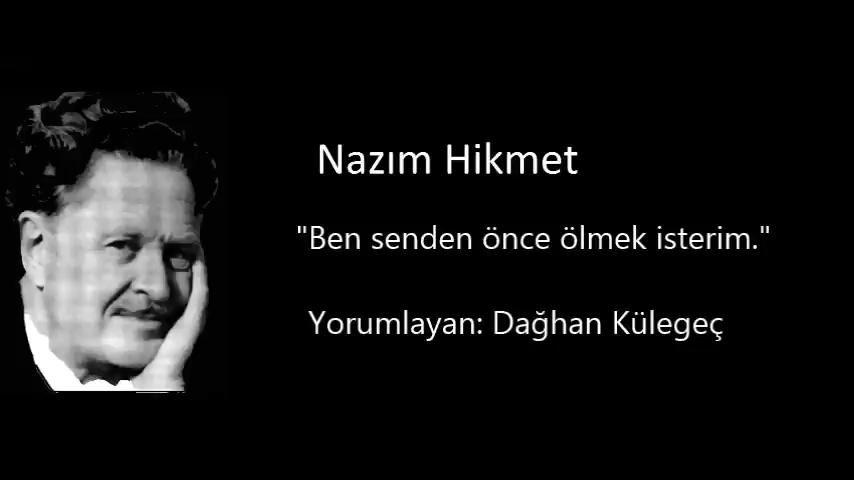 Nazım Hikmet
"Ben senden önce ölmek isterim."
Yorumlayan: Dağhan Külegeç